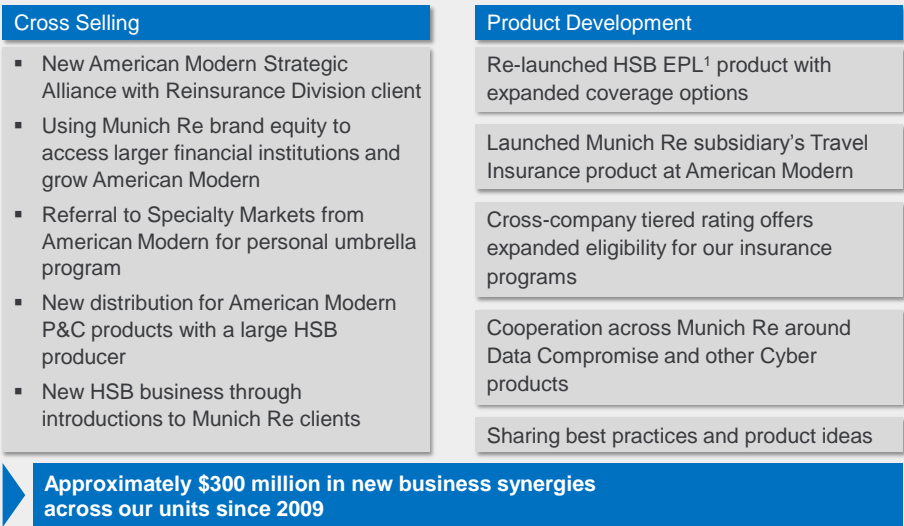 Cross Selling
▪ New American Modern Strategic
Alliance with Reinsurance Division client
▪ Using Munich Re brand equity to
access larger financial institutions and
grow American Modern
▪ Referral to Specialty Markets from
American Modern for personal umbrella
program
▪ New distribution for American Modern
P&C products with a large HSB
producer
▪ New HSB business through
introductions to Munich Re clients
Product Development
Re-launched HSB EPL¹ product with
expanded coverage options
Launched Munich Re subsidiary's Travel
Insurance product at American Modern
Cross-company tiered rating offers
expanded eligibility for our insurance
programs
Cooperation across Munich Re around
Data Compromise and other Cyber
products
Sharing best practices and product ideas
Approximately $300 million in new business synergies
across our units since 2009